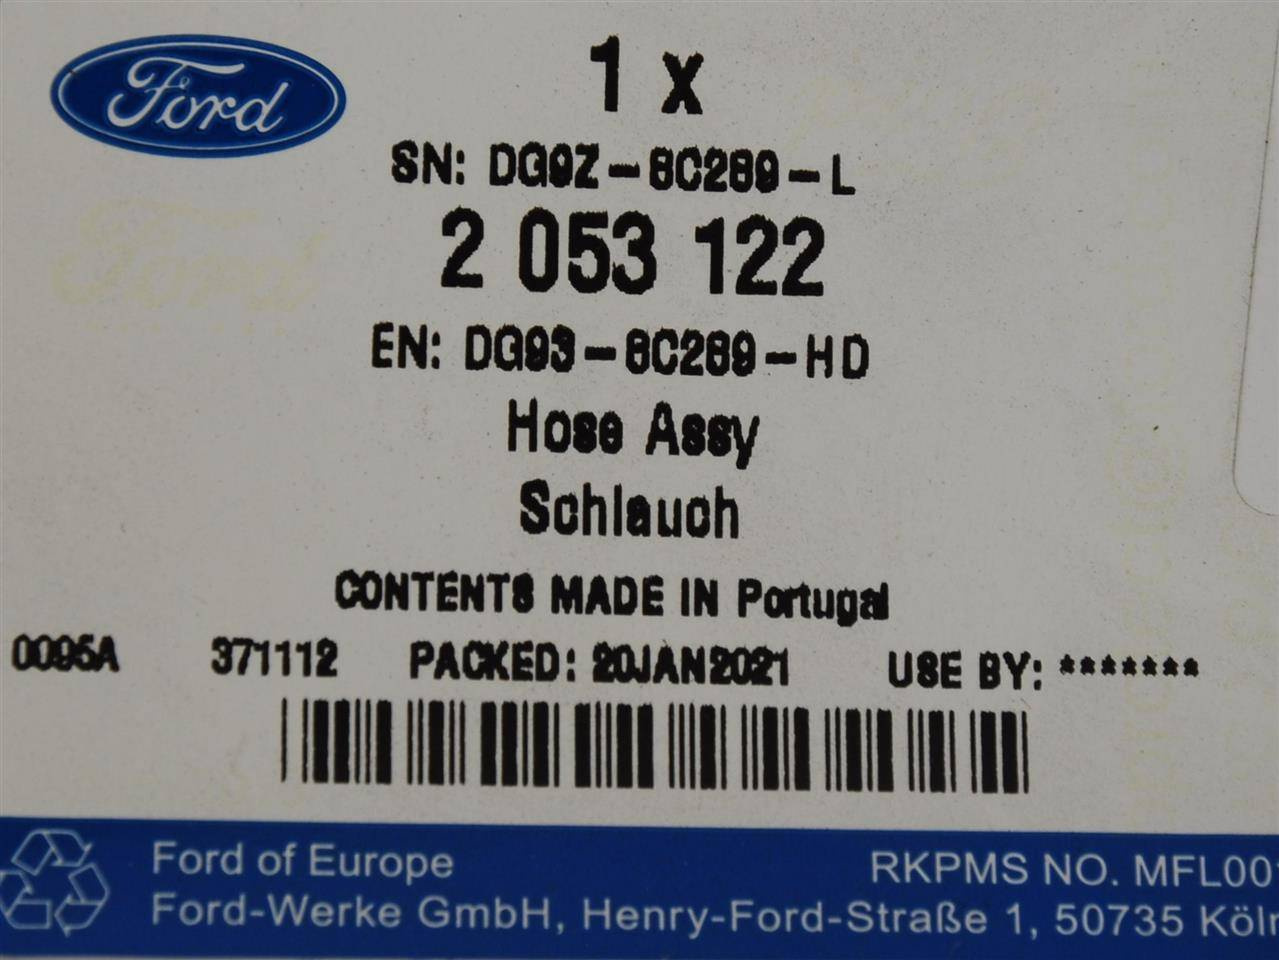 Ford
1 x
SN: DG9Z-8C289-L
2 053 122
EN: DG93-8C289-HD
Hose Assy
Schlauch
CONTENTS MADE IN Portugal
0095A 371112 PACKED: 20JAN2021 USE BY: *******
Ford of Europe RKPMS NO. MFL00
Ford-Werke GmbH, Henry-Ford-Straße 1, 50735 Köln